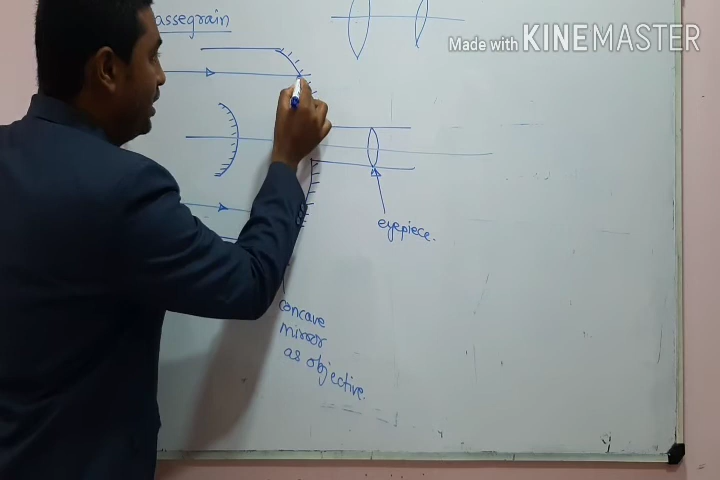 assegrain
Made with KINEMASTER
eyepiece.
concave
mirror
as objective.